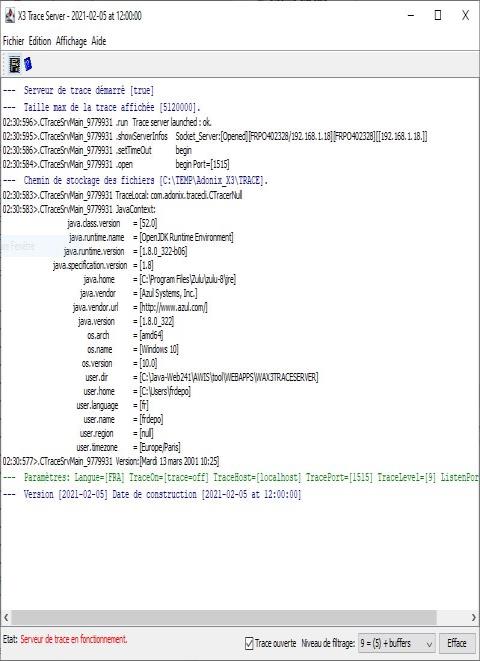 X3 Trace Server - 2021-02-05 at 12:00:00
Fichier Edition Affichage Aide
--- Serveur de trace démarré [true]
--- Taille max de la trace affichée [5120000].
02:30:596>.CTraceSrvMain_9779931 .run Trace server launched : ok.
02:30:595>.CTraceSrvMain_9779931 .showServerInfos Socket_Server:[Opened][FRPO402328/192.168.1.18][FRPO402328][[192.168.1.18.]]
02:30:586>.CTraceSrvMain_9779931 .setTimeOut begin
02:30:584>.CTraceSrvMain_9779931 .open begin Port=[1515]
--- Chemin de stockage des fichiers [C:\TEMP\Adonix_X3\TRACE].
02:30:583>.CTraceSrvMain_9779931 TraceLocal: com.adonix.tracedi.CTracerNull
02:30:583>.CTraceSrvMain_9779931 JavaContext:
java.class.version = [52.0]
java.runtime.name = [OpenJDK Runtime Environment]
java.runtime.version = [1.8.0_322-b06]
java.specification.version = [1.8]
java.home = [C:\Program Files\Zulu\zulu-8\jre]
java.vendor = [Azul Systems, Inc.]
java.vendor.url = [http://www.azul.com/]
java.version = [1.8.0_322]
os.arch = [amd64]
os.name = [Windows 10]
os.version = [10.0]
user.dir = [C:\Java-Web241\AWIS\tool\WEBAPPS\WAX3TRACESERVER]
user.home = [C:\Users\frdepo]
user.language = [fr]
user.name = [frdepo]
user.region = [null]
user.timezone = [Europe/Paris]
02:30:577>.CTraceSrvMain_9779931 Version:[Mardi 13 mars 2001 10:25]
--- Paramètres: Langue=[FRA] TraceOn=[trace=off] TraceHost=[localhost] TracePort=[1515] TraceLevel=[9] ListenPor
--- Version [2021-02-05] Date de construction [2021-02-05 at 12:00:00]
Etat: Serveur de trace en fonctionnement.
Trace ouverte Niveau de filtrage: 9 = (5) + buffers Efface